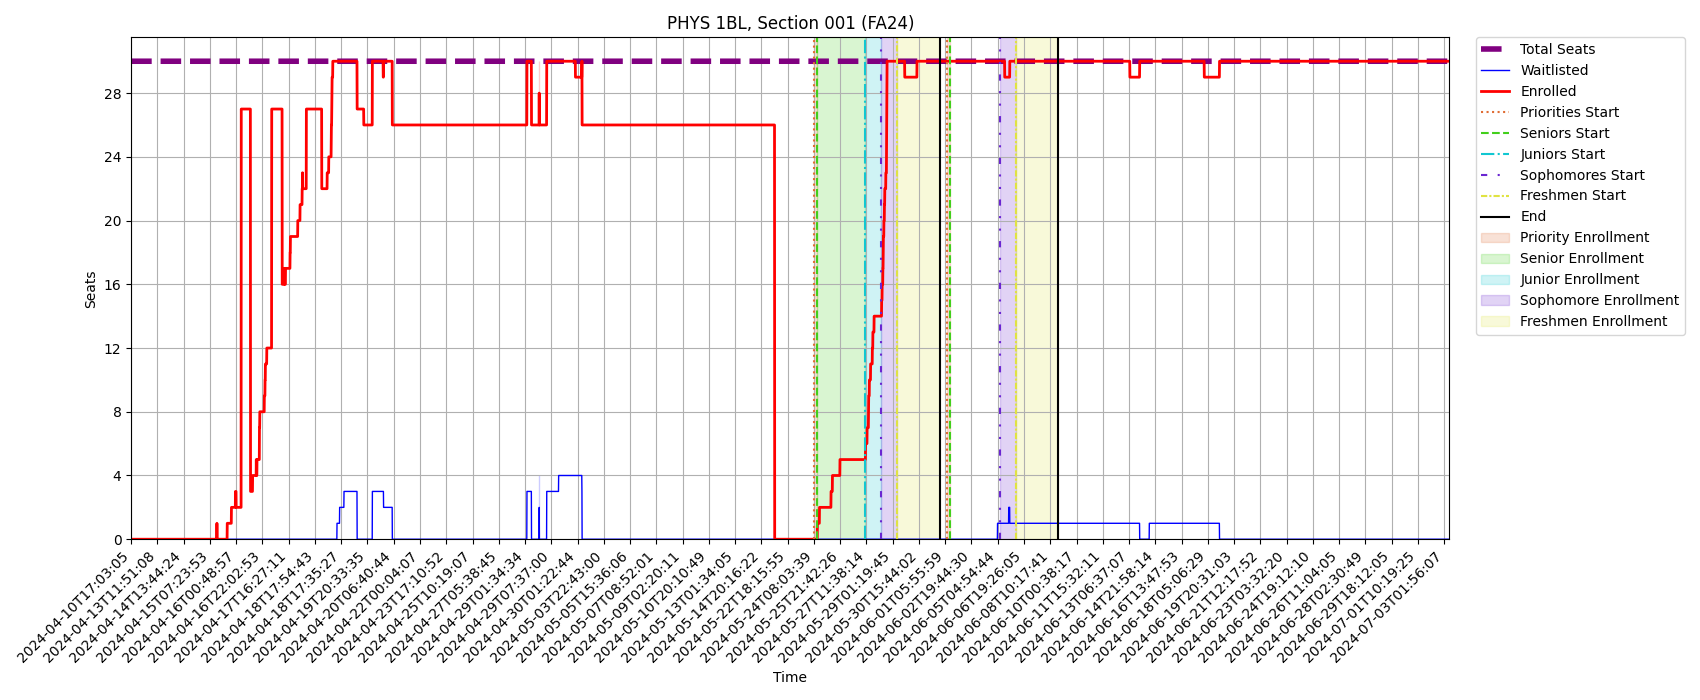 PHYS 1BL, Section 001 (FA24)
Total Seats
Waitlisted
Enrolled
Priorities Start
Seniors Start
Juniors Start
Sophomores Start
Freshmen Start
End
Priority Enrollment
Senior Enrollment
Junior Enrollment
Sophomore Enrollment
Freshmen Enrollment
Seats
28
24
20
16
12
8
4
0
2024-04-10T17:03:05
2024-04-13T11:51:08
2024-04-14T13:44:24
2024-04-15T07:23:53
2024-04-16T00:48:57
2024-04-16T22:02:53
2024-04-17T16:27:11
2024-04-18T17:54:43
2024-04-18T17:35:27
2024-04-19T20:33:35
2024-04-20T06:40:44
2024-04-22T00:04:07
2024-04-23T17:10:52
2024-04-25T10:19:07
2024-04-27T05:38:45
2024-04-29T01:34:34
2024-04-29T07:37:00
2024-04-30T01:22:44
2024-05-03T22:43:00
2024-05-05T15:36:06
2024-05-07T08:52:01
2024-05-09T02:20:11
2024-05-10T20:10:49
2024-05-13T01:34:05
2024-05-14T20:16:22
2024-05-22T18:15:55
2024-05-24T08:03:39
2024-05-25T21:42:26
2024-05-27T11:38:14
2024-05-29T01:19:45
2024-05-30T15:44:02
2024-06-01T05:55:59
2024-06-02T19:44:30
2024-06-05T04:54:44
2024-06-06T19:26:05
2024-06-08T10:17:41
2024-06-10T00:38:17
2024-06-11T15:32:11
2024-06-13T06:37:07
2024-06-14T21:58:14
2024-06-16T13:47:53
2024-06-18T05:06:29
2024-06-19T20:31:03
2024-06-21T12:17:52
2024-06-23T03:32:20
2024-06-24T19:12:10
2024-06-26T11:04:05
2024-06-28T02:30:49
2024-06-29T18:12:05
2024-07-01T10:19:25
2024-07-03T01:56:07
Time